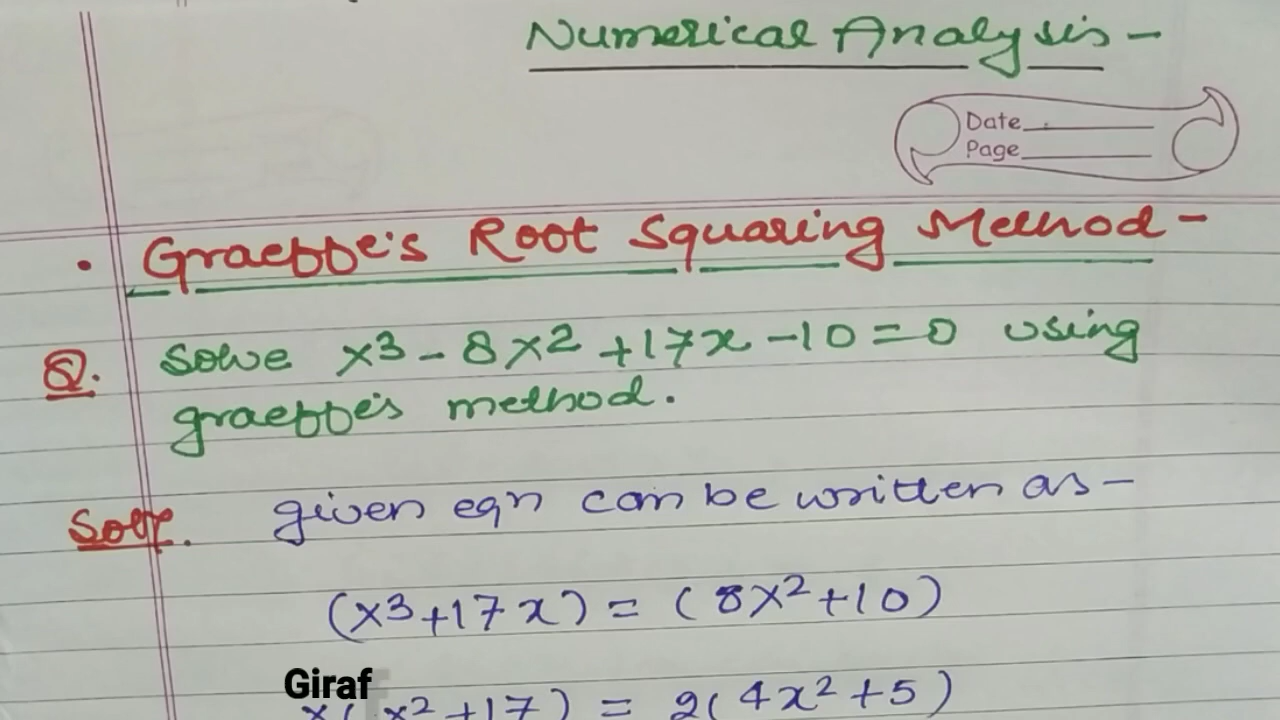 Numerical Analysis -
Date
Page
• Graeffe's Root Squaring Method -
Q. Solve x³ - 8x² + 17x - 10 = 0 using
graeffe's method.
Solⁿ. given eqn can be written as -
(x³ + 17x) = (8x² + 10)
Giraf
x(x² + 17) = 2(4x² + 5)